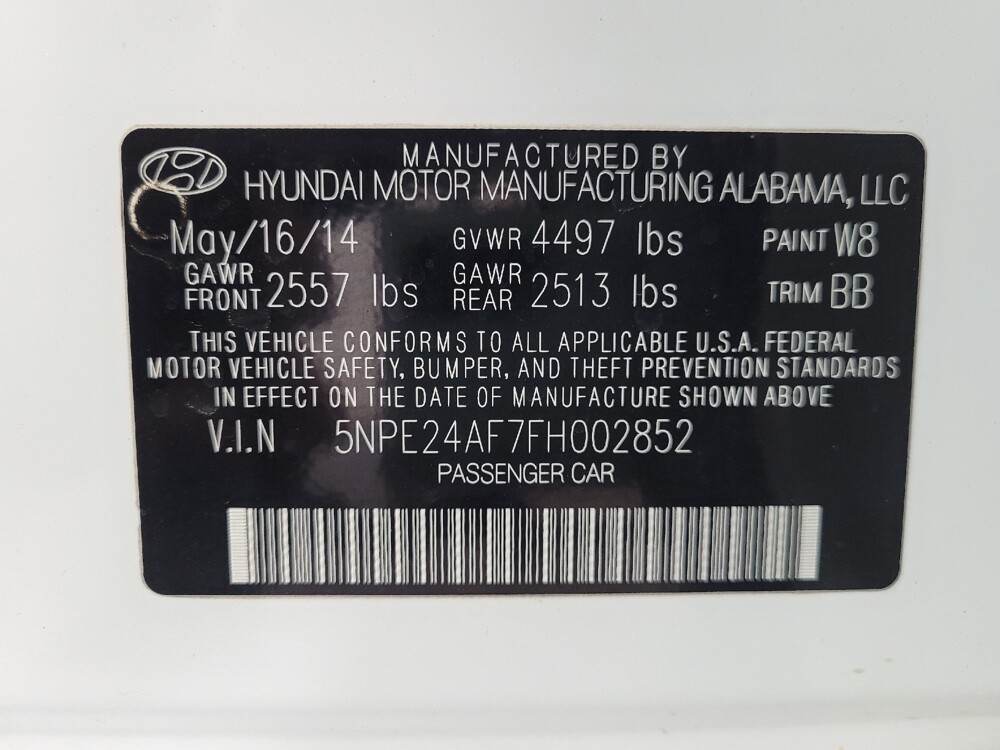 MANUFACTURED BY
HYUNDAI MOTOR MANUFACTURING ALABAMA, LLC
May/16/14 GVWR 4497 lbs PAINT W8
GAWR FRONT 2557 lbs GAWR REAR 2513 lbs TRIM BB
THIS VEHICLE CONFORMS TO ALL APPLICABLE U.S.A. FEDERAL
MOTOR VEHICLE SAFETY, BUMPER, AND THEFT PREVENTION STANDARDS
IN EFFECT ON THE DATE OF MANUFACTURE SHOWN ABOVE
V.I.N 5NPE24AF7FH002852
PASSENGER CAR